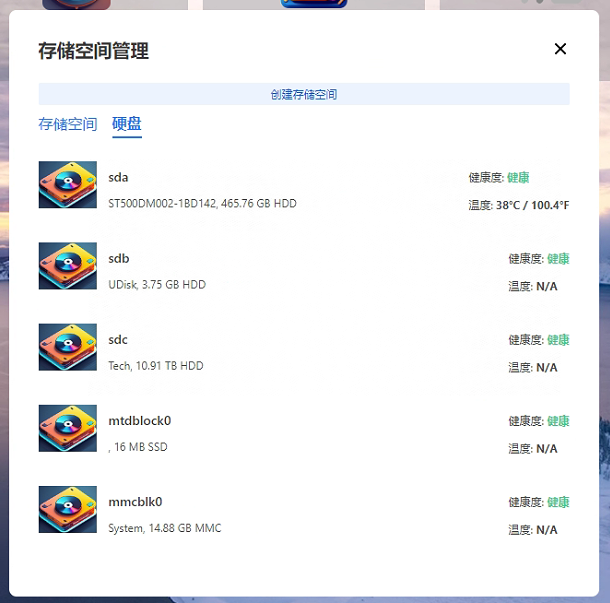 存储空间管理
创建存储空间
存储空间 硬盘
sda 健康度: 健康
ST500DM002-1BD142, 465.76 GB HDD 温度: 38°C / 100.4°F
sdb 健康度: 健康
UDisk, 3.75 GB HDD 温度: N/A
sdc 健康度: 健康
Tech, 10.91 TB HDD 温度: N/A
mtdblock0 健康度: 健康
, 16 MB SSD 温度: N/A
mmcblk0 健康度: 健康
System, 14.88 GB MMC 温度: N/A